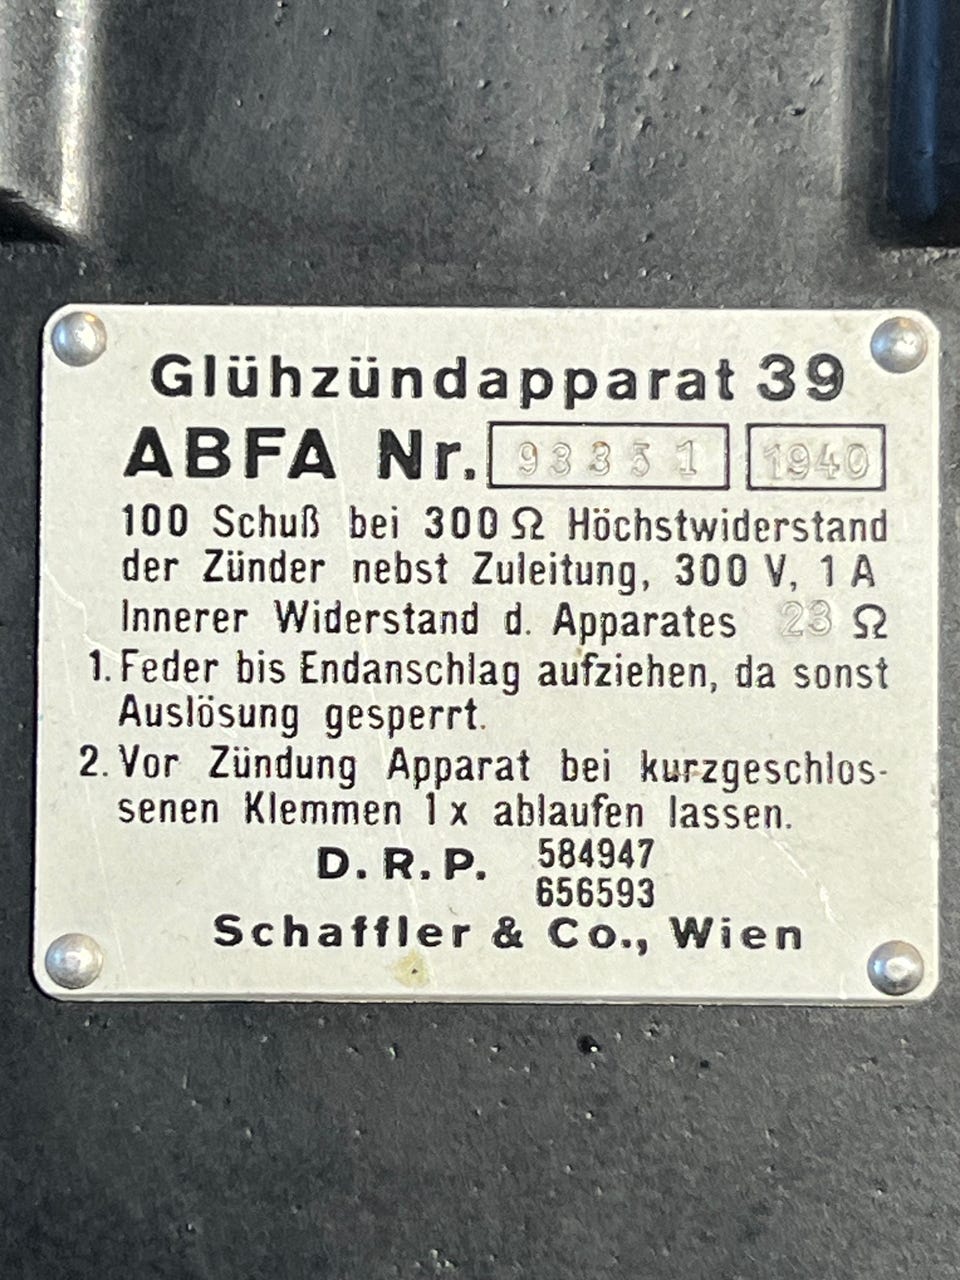 Glühzündapparat 39
ABFA Nr. 93351 1940
100 Schuß bei 300 Ω Höchstwiderstand
der Zünder nebst Zuleitung, 300 V, 1 A
Innerer Widerstand d. Apparates 23 Ω
1. Feder bis Endanschlag aufziehen, da sonst
Auslösung gesperrt.
2. Vor Zündung Apparat bei kurzgeschlos-
senen Klemmen 1 x ablaufen lassen.
D. R. P. 584947
656593
Schaffler & Co., Wien